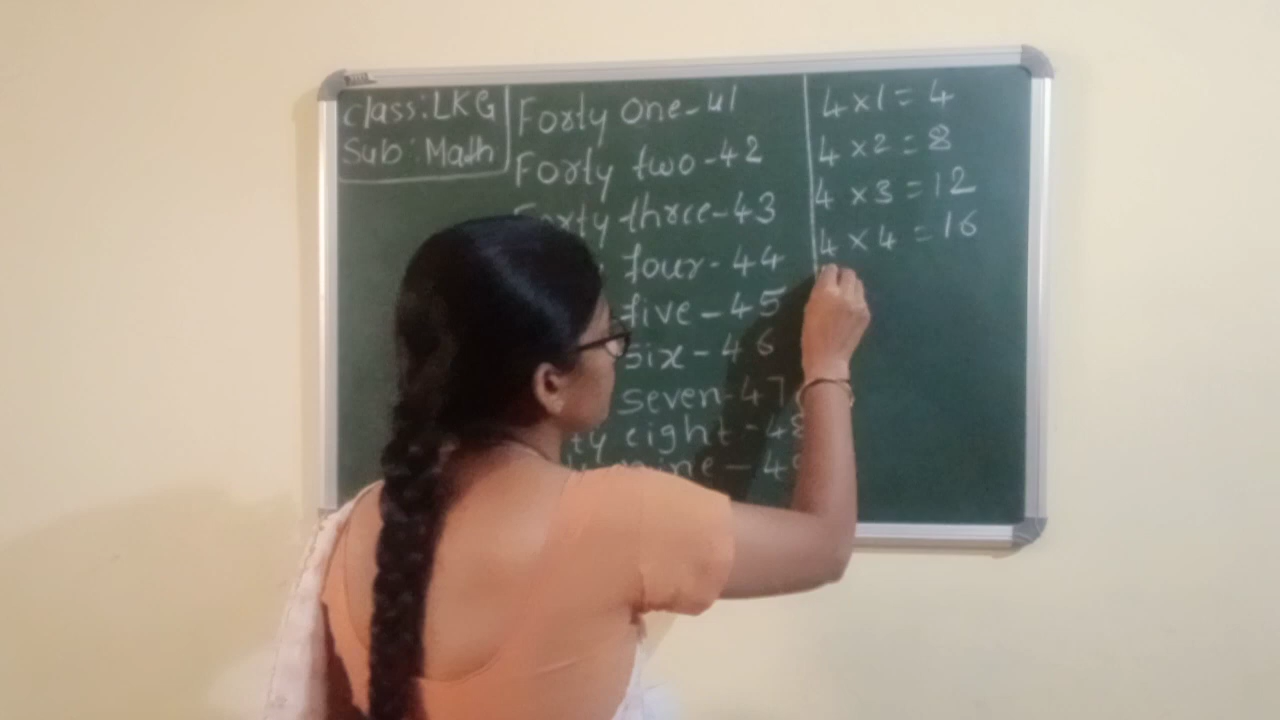 class: LKG
Sub: Math
Forty one - 41
Forty two - 42
Forty three - 43
four - 44
five - 45
six - 46
seven - 47
ty eight - 48
nine - 49
4 × 1 = 4
4 × 2 = 8
4 × 3 = 12
4 × 4 = 16